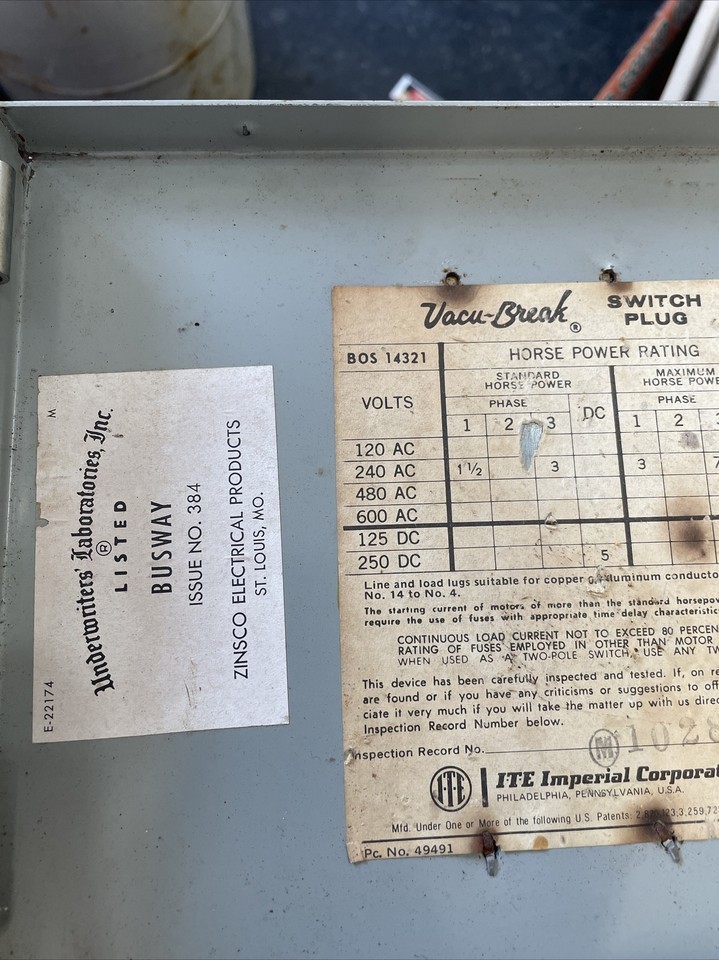 M
Underwriters' Laboratories, Inc.
®
LISTED
BUSWAY
ISSUE NO. 384
ZINSCO ELECTRICAL PRODUCTS
ST. LOUIS, MO.
E-22174
Vacu-Break® SWITCH PLUG
BOS 14321 HORSE POWER RATING
VOLTS STANDARD HORSE POWER MAXIMUM
PHASE DC PHASE
1 2 3 1 2
120 AC
240 AC 1½ 3 3 7
480 AC
600 AC
125 DC
250 DC 5
Line and load lugs suitable for copper aluminum
No. 14 to No. 4.
The starting current of motors of more than the standard
require the use of fuses with appropriate time delay
CONTINUOUS LOAD CURRENT NOT TO EXCEED 80
RATING OF FUSES EMPLOYED IN OTHER THAN MOTOR
WHEN USED AS A TWO-POLE SWITCH, USE ANY
This device has been carefully inspected and tested. If, on
are found or if you have any criticisms or suggestions to
ciate it very much if you will take the matter up with us
Inspection Record Number below.
Inspection Record No. M 1028
ITE ITE Imperial
PHILADELPHIA, PENNSYLVANIA, U.S.A.
Mfd. Under One or More of the following U.S. Patents:
Pc. No. 49491